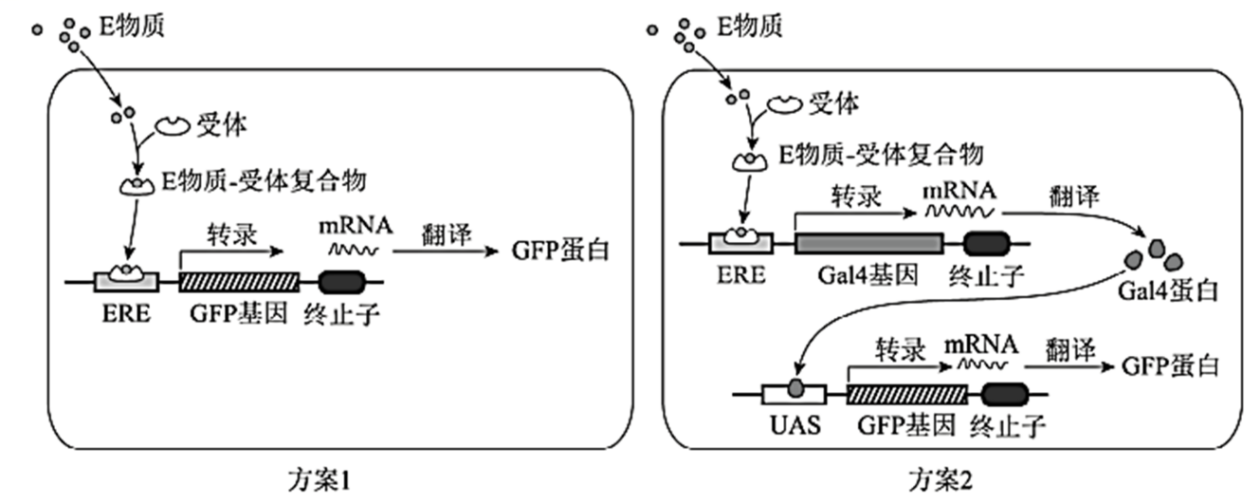 E物质
受体
E物质-受体复合物
转录
mRNA
翻译
GFP蛋白
ERE
GFP基因
终止子
方案1
E物质
受体
E物质-受体复合物
转录
mRNA
翻译
ERE
Gal4基因
终止子
Gal4蛋白
转录
mRNA
翻译
GFP蛋白
UAS
GFP基因
终止子
方案2